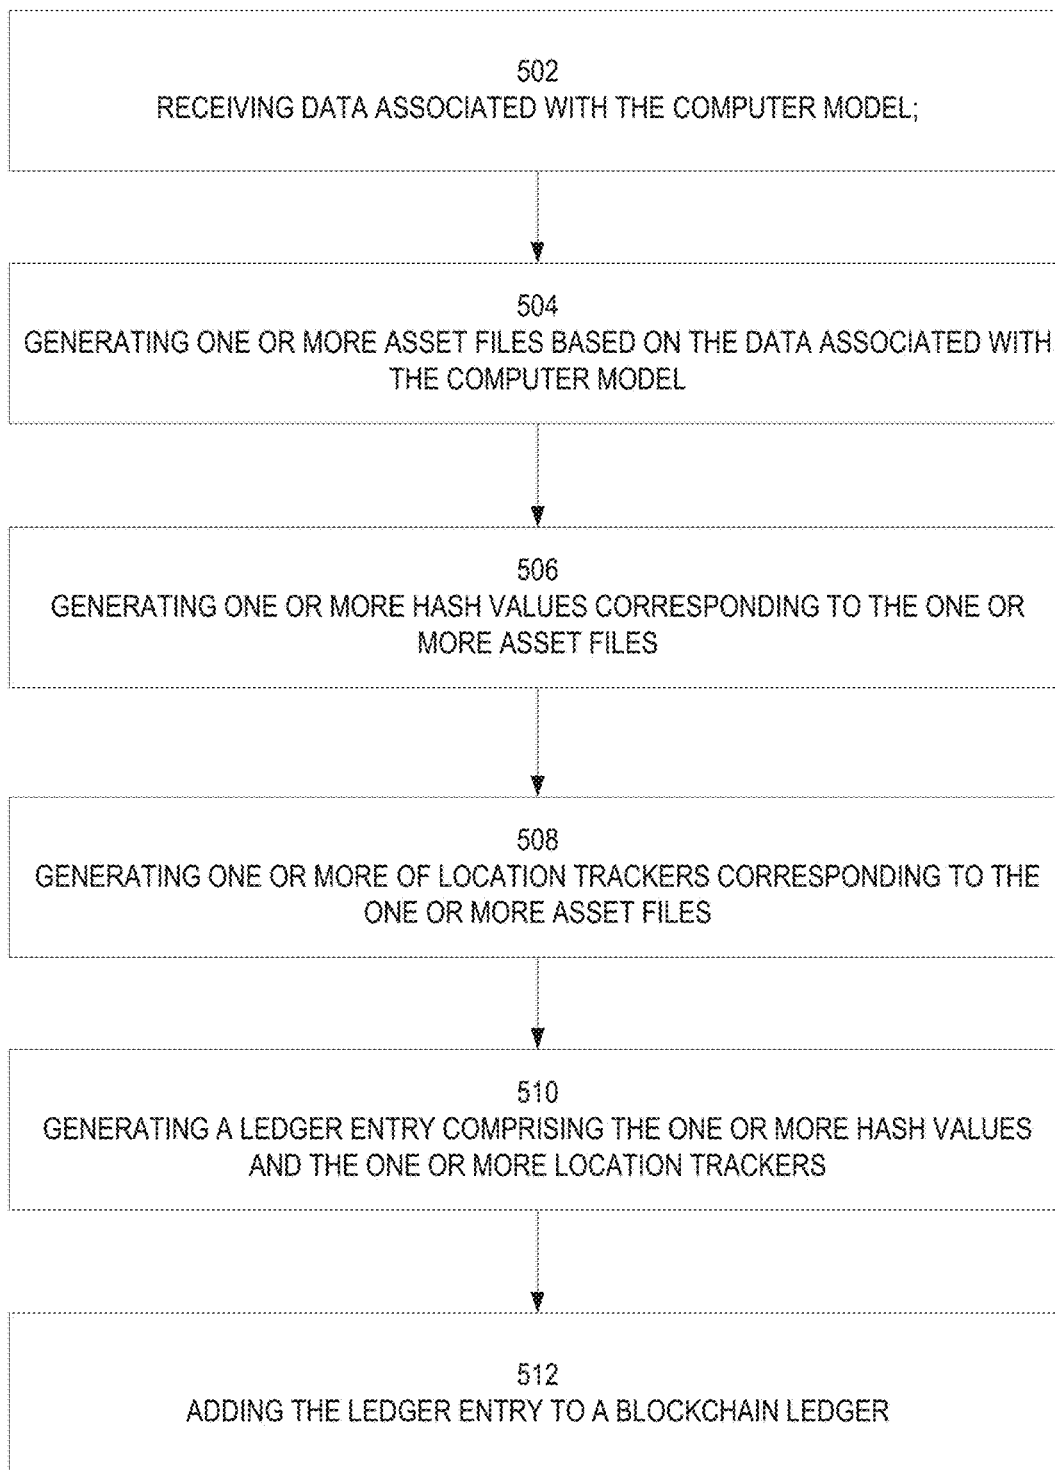 502
RECEIVING DATA ASSOCIATED WITH THE COMPUTER MODEL;
504
GENERATING ONE OR MORE ASSET FILES BASED ON THE DATA ASSOCIATED WITH
THE COMPUTER MODEL
506
GENERATING ONE OR MORE HASH VALUES CORRESPONDING TO THE ONE OR
MORE ASSET FILES
508
GENERATING ONE OR MORE OF LOCATION TRACKERS CORRESPONDING TO THE
ONE OR MORE ASSET FILES
510
GENERATING A LEDGER ENTRY COMPRISING THE ONE OR MORE HASH VALUES
AND THE ONE OR MORE LOCATION TRACKERS
512
ADDING THE LEDGER ENTRY TO A BLOCKCHAIN LEDGER